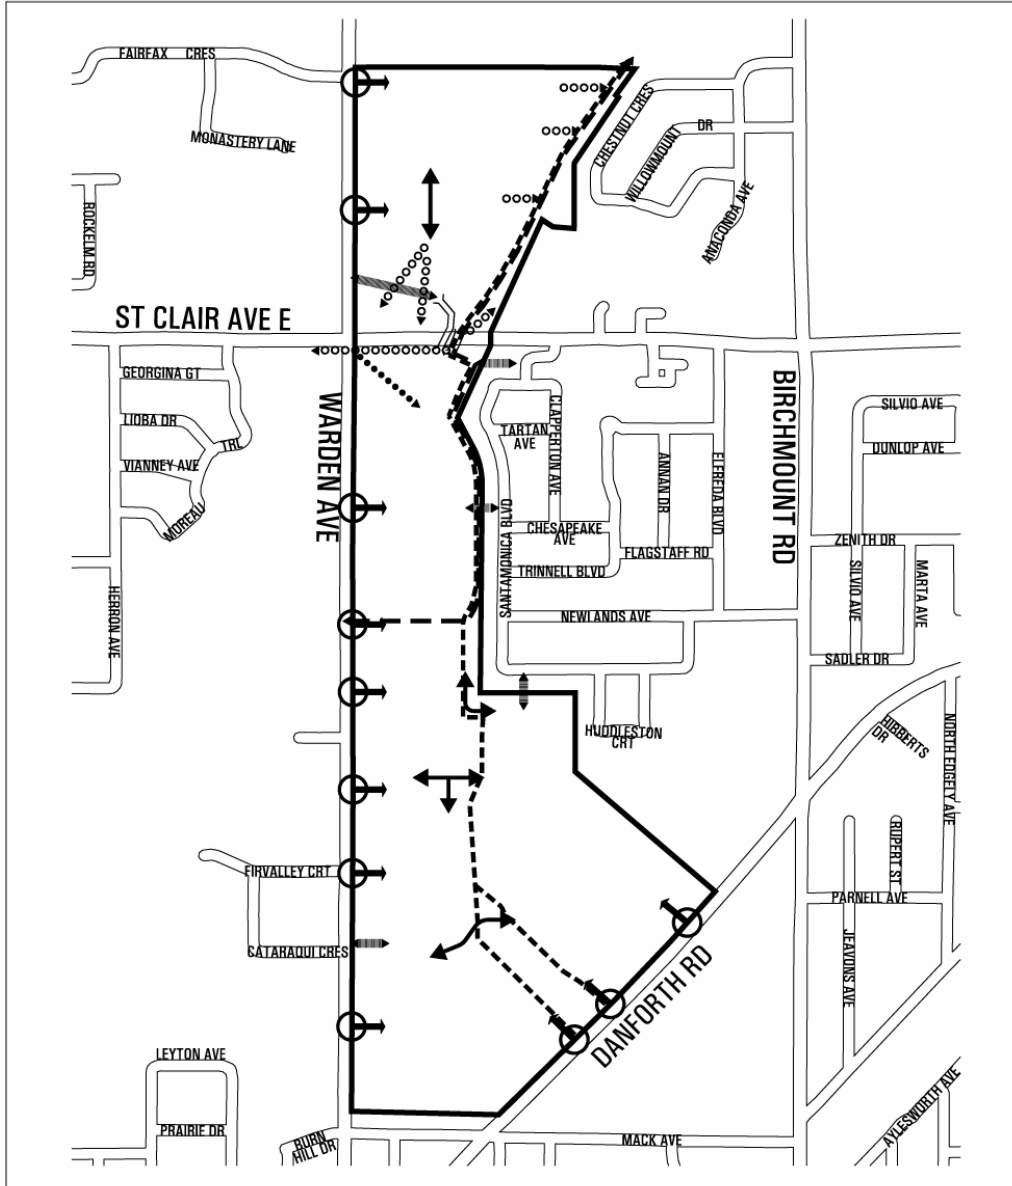 FAIRFAX CRES
MONASTERY LANE
CHESTNUT CRES
WILLOWMOUNT DR
ANACONDA AVE
ROCKELM RD
ST CLAIR AVE E
GEORGINA GT
LIOBA DR
TRL
VIANNEY AVE
MOREAU
WARDEN AVE
HERRON AVE
TARTAN
AVE
CLAPPERTON AVE
ANNAN DR
ELFREDA BLVD
BIRCHMOUNT RD
SILVIO AVE
DUNLOP AVE
SANTAMONICA BLVD
CHESAPEAKE
AVE
FLAGSTAFF RD
TRINNELL BLVD
NEWLANDS AVE
ZENITH DR
SILVIO AVE
MARTA AVE
SADLER DR
HUDDLESTON
CRT
HIBBERTS
DR
NORTH EDGELY AVE
FIRVALLEY CRT
CATARAQUI CRES
RUPERT ST
PARNELL AVE
JEAVONS AVE
DANFORTH RD
LEYTON AVE
PRAIRIE DR
BURN
HILL DR
MACK AVE
AYLESWORTH AVE